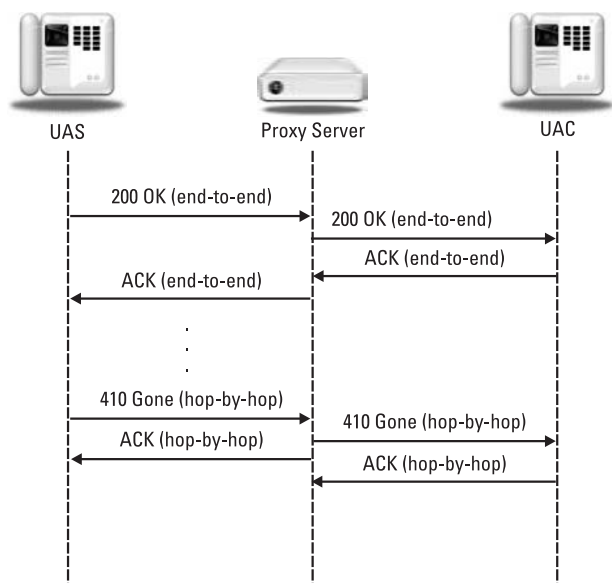 UAS
Proxy Server
UAC
200 OK (end-to-end)
200 OK (end-to-end)
ACK (end-to-end)
ACK (end-to-end)
410 Gone (hop-by-hop)
410 Gone (hop-by-hop)
ACK (hop-by-hop)
ACK (hop-by-hop)